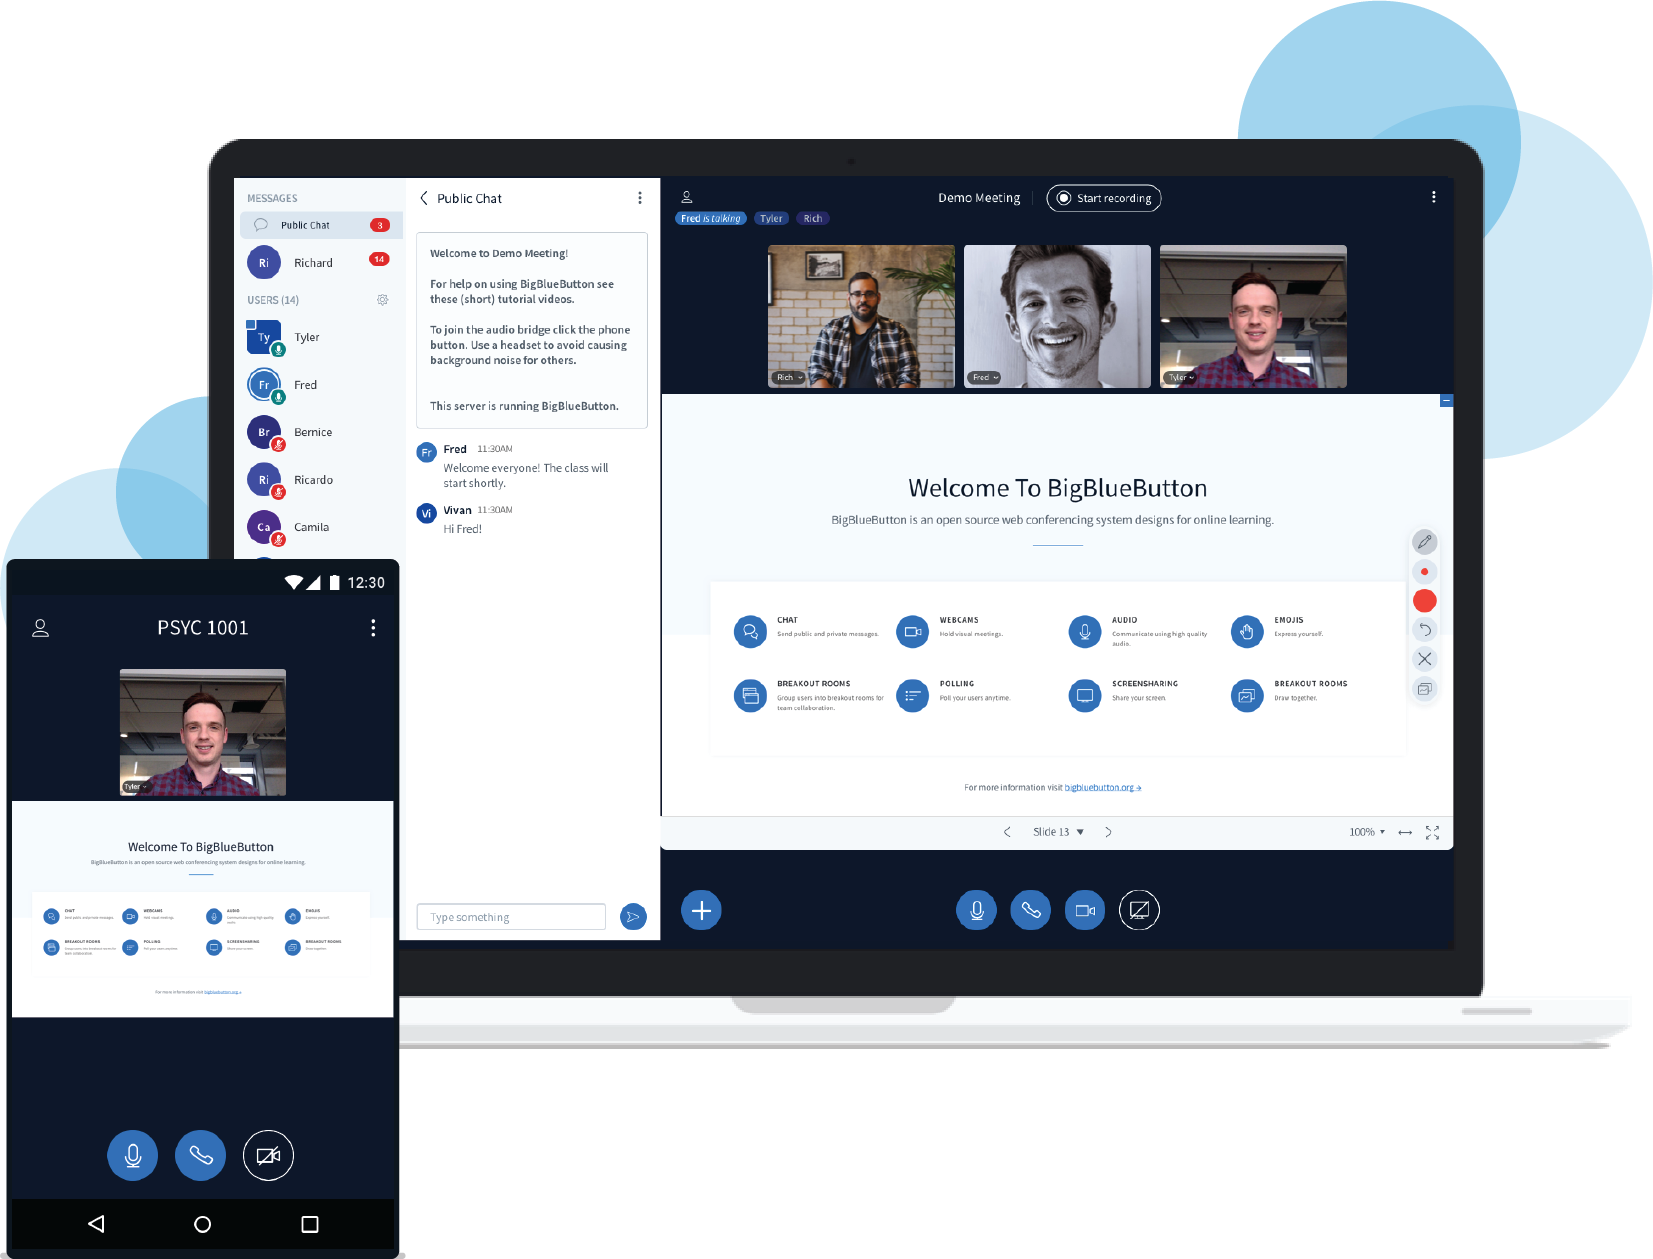 MESSAGES
Public Chat
3
Ri
Richard
14
USERS (14)
Ty
Tyler
Fr
Fred
Br
Bernice
Ri
Ricardo
Ca
Camila
Public Chat
Welcome to Demo Meeting!
For help on using BigBlueButton see
these (short) tutorial videos.
To join the audio bridge click the phone
button. Use a headset to avoid causing
background noise for others.
This server is running BigBlueButton.
Fr
Fred 11:30AM
Welcome everyone! The class will
start shortly.
Vi
Vivan 11:30AM
Hi Fred!
Type something
Demo Meeting
Start recording
Fred is talking
Tyler
Rich
Rich
Fred
Tyler
Welcome To BigBlueButton
BigBlueButton is an open source web conferencing system designs for online learning.
CHAT
Send public and private messages.
WEBCAMS
Hold visual meetings.
AUDIO
Communicate using high quality
audio.
EMOJIS
Express yourself.
BREAKOUT ROOMS
Group users into breakout rooms for
team collaboration.
POLLING
Poll your users anytime.
SCREENSHARING
Share your screen.
BREAKOUT ROOMS
Draw together.
For more information visit bigbluebutton.org
Slide 13
100%
12:30
PSYC 1001
Tyler
Welcome To BigBlueButton
BigBlueButton is an open source web conferencing system designs for online learning.
CHAT
WEBCAMS
AUDIO
EMOJIS
BREAKOUT ROOMS
POLLING
SCREENSHARING
BREAKOUT ROOMS
For more information visit bigbluebutton.org